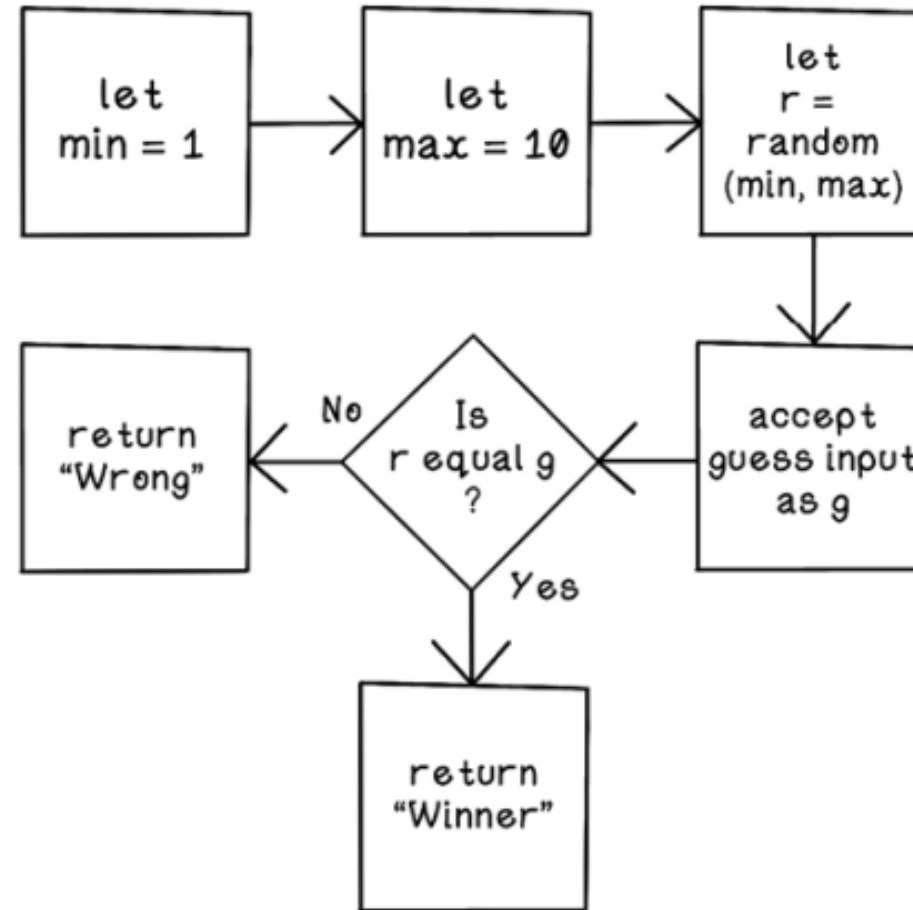 let
min = 1
let
max = 10
let
r =
random
(min, max)
accept
guess input
as g
Is
r equal g
?
No
return
“Wrong”
Yes
return
“Winner”